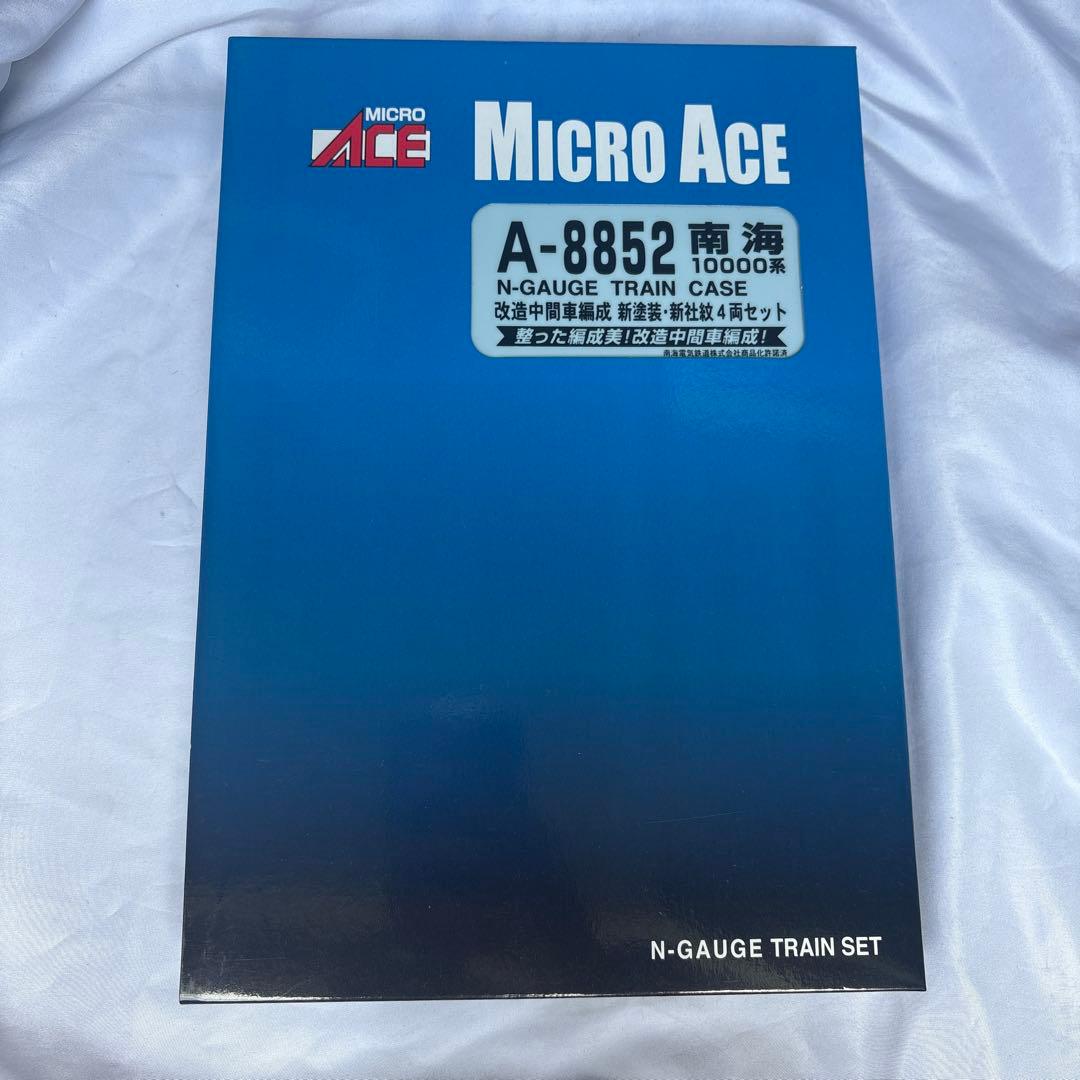 MICRO
ACE
MICRO ACE
A-8852 南海
10000系
N-GAUGE TRAIN CASE
改造中間車編成 新塗装・新社紋4両セット
整った編成美!改造中間車編成!
南海電気鉄道株式会社商品化許諾済
N-GAUGE TRAIN SET